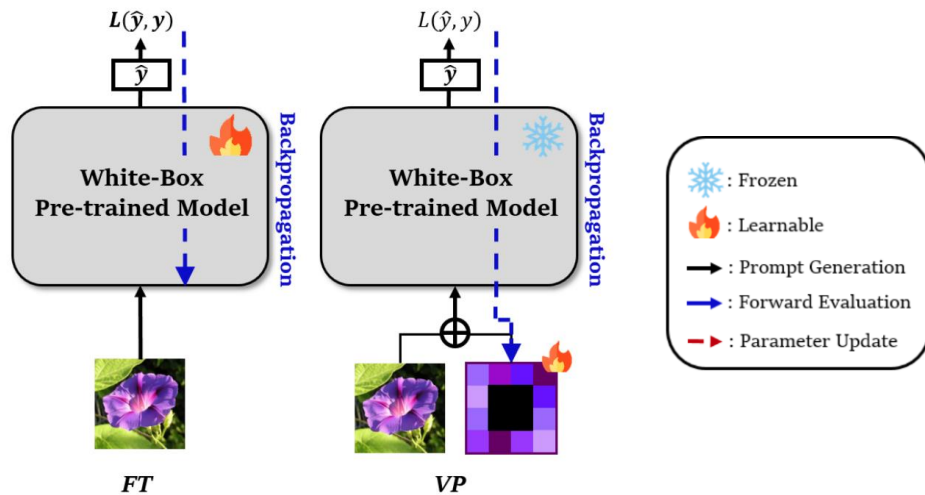 L(ŷ, y)
ŷ
White-Box
Pre-trained Model
Backpropagation
FT
L(ŷ, y)
ŷ
White-Box
Pre-trained Model
Backpropagation
VP
: Frozen
: Learnable
: Prompt Generation
: Forward Evaluation
: Parameter Update